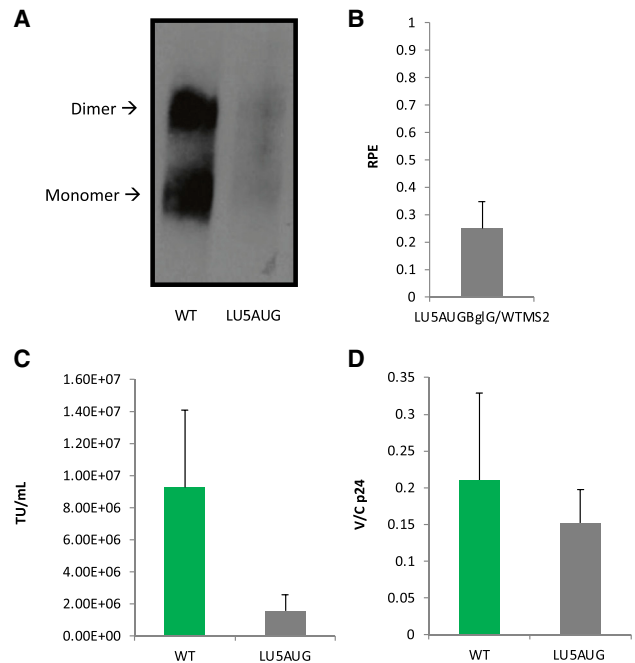 A
Dimer →
Monomer →
WT LU5AUG
B
1
0.9
0.8
0.7
0.6
0.5
0.4
0.3
0.2
0.1
0
RPE
LU5AUGBglG/WTMS2
C
1.60E+07
1.40E+07
1.20E+07
1.00E+07
8.00E+06
6.00E+06
4.00E+06
2.00E+06
0.00E+00
TU/mL
WT LU5AUG
D
0.35
0.3
0.25
0.2
0.15
0.1
0.05
0
V/C p24
WT LU5AUG